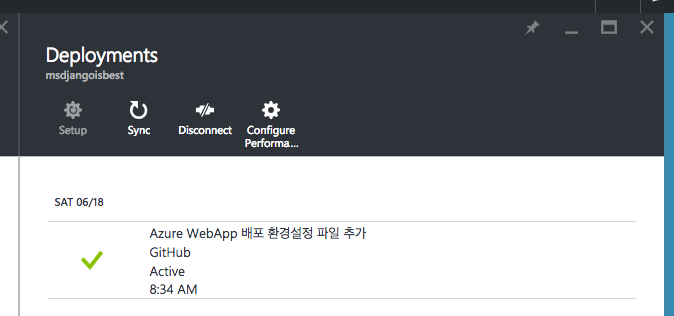 Deployments
msdjangoisbest
Setup
Sync
Disconnect
Configure
Performa...
SAT 06/18
Azure WebApp 배포 환경설정 파일 추가
GitHub
Active
8:34 AM